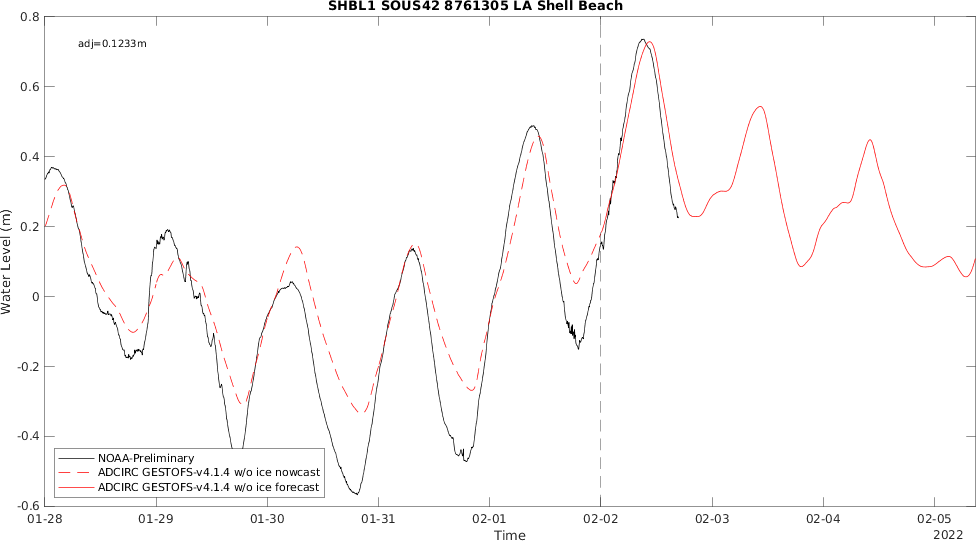 SHBL1 SOUS42 8761305 LA Shell Beach
adj=0.1233m
Water Level (m)
0.8
0.6
0.4
0.2
0
-0.2
-0.4
-0.6
NOAA-Preliminary
ADCIRC GESTOFS-v4.1.4 w/o ice nowcast
ADCIRC GESTOFS-v4.1.4 w/o ice forecast
01-28 01-29 01-30 01-31 02-01 02-02 02-03 02-04 02-05
Time
2022